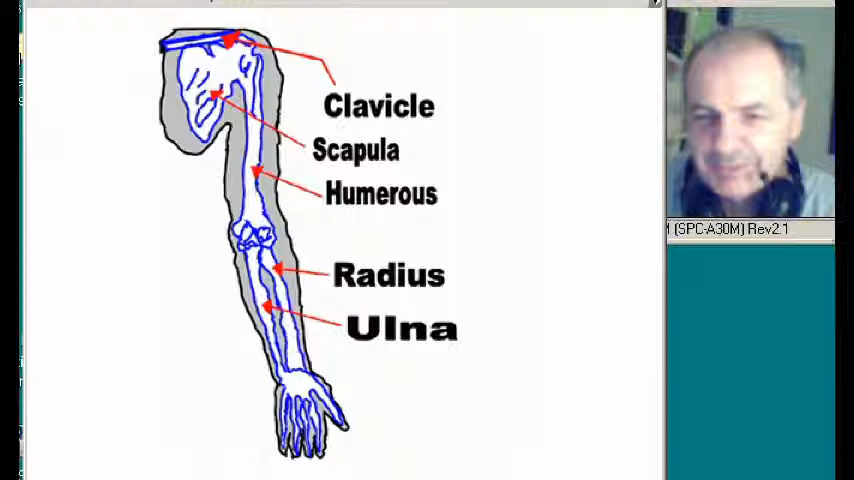 Clavicle
Scapula
Humerous
Radius
Ulna
(SPC-A30M) Rev2.1